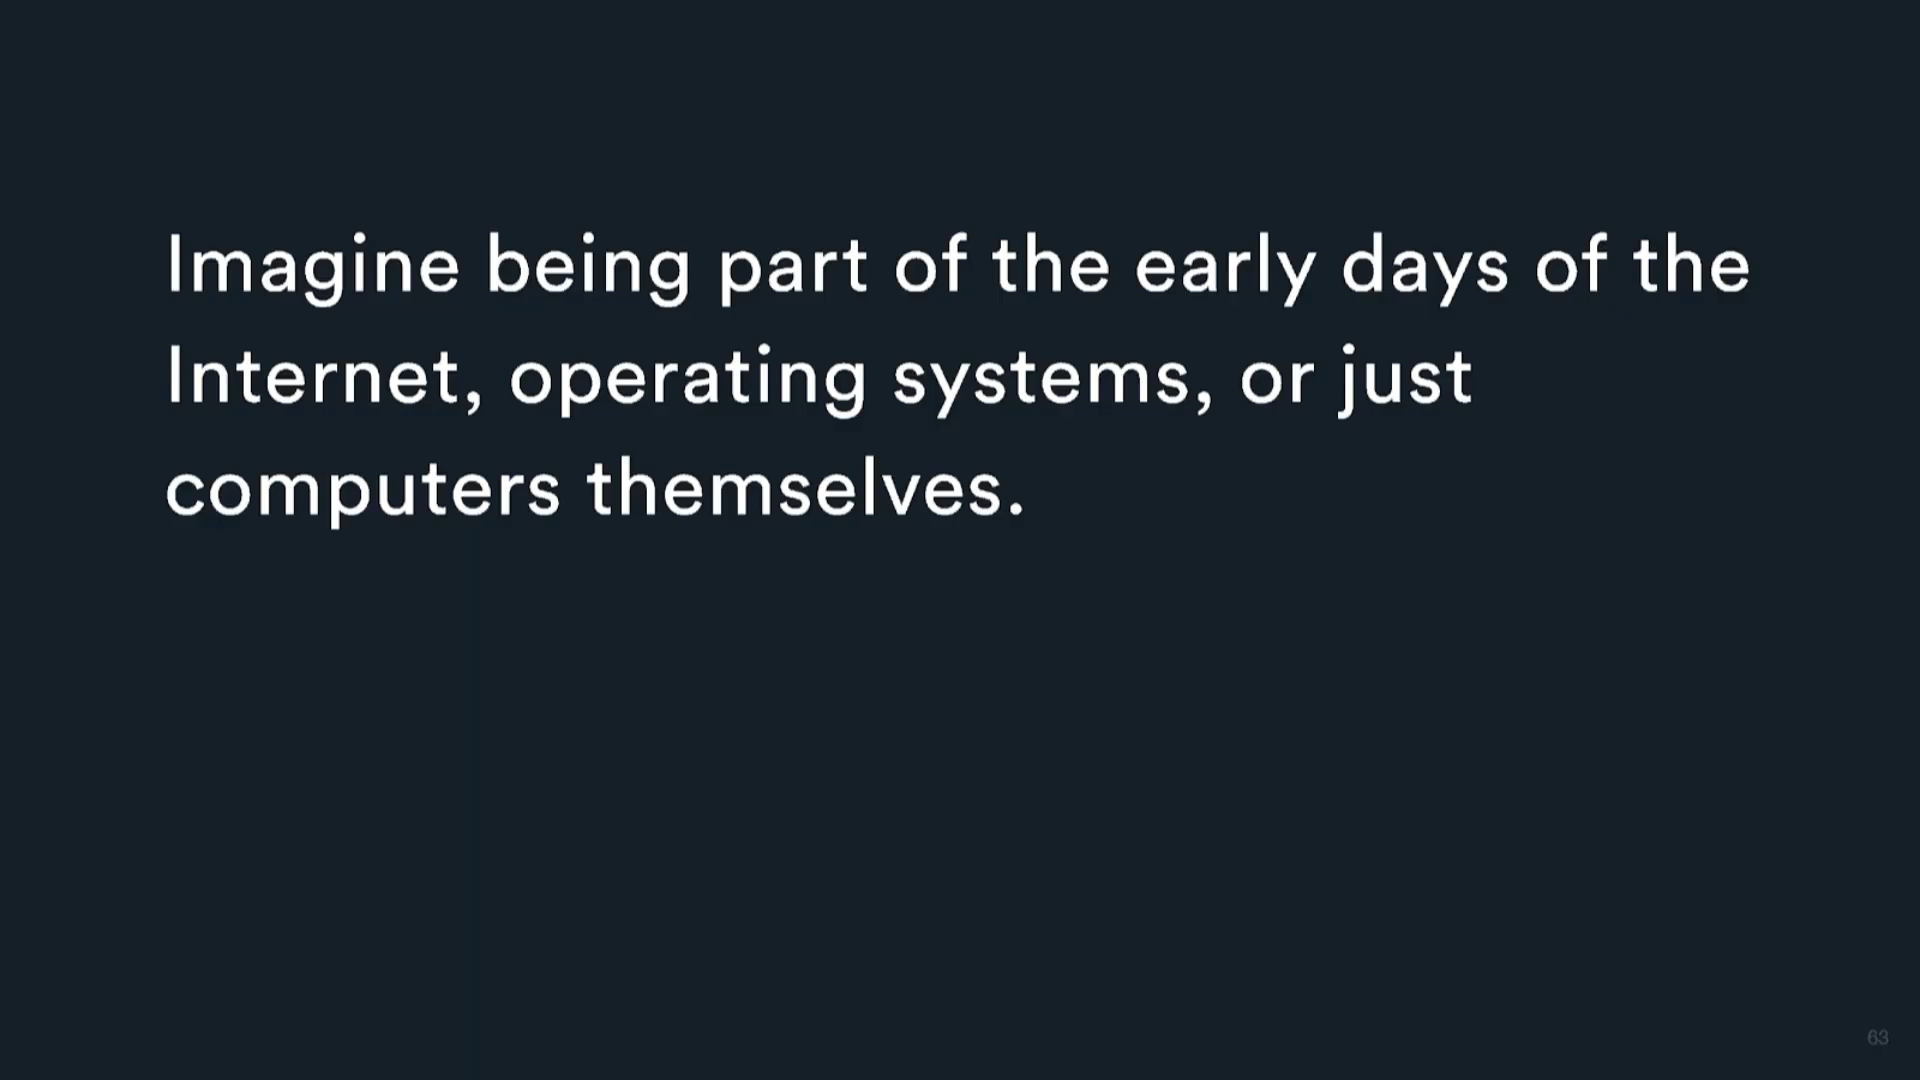 Imagine being part of the early days of the
Internet, operating systems, or just
computers themselves.
63